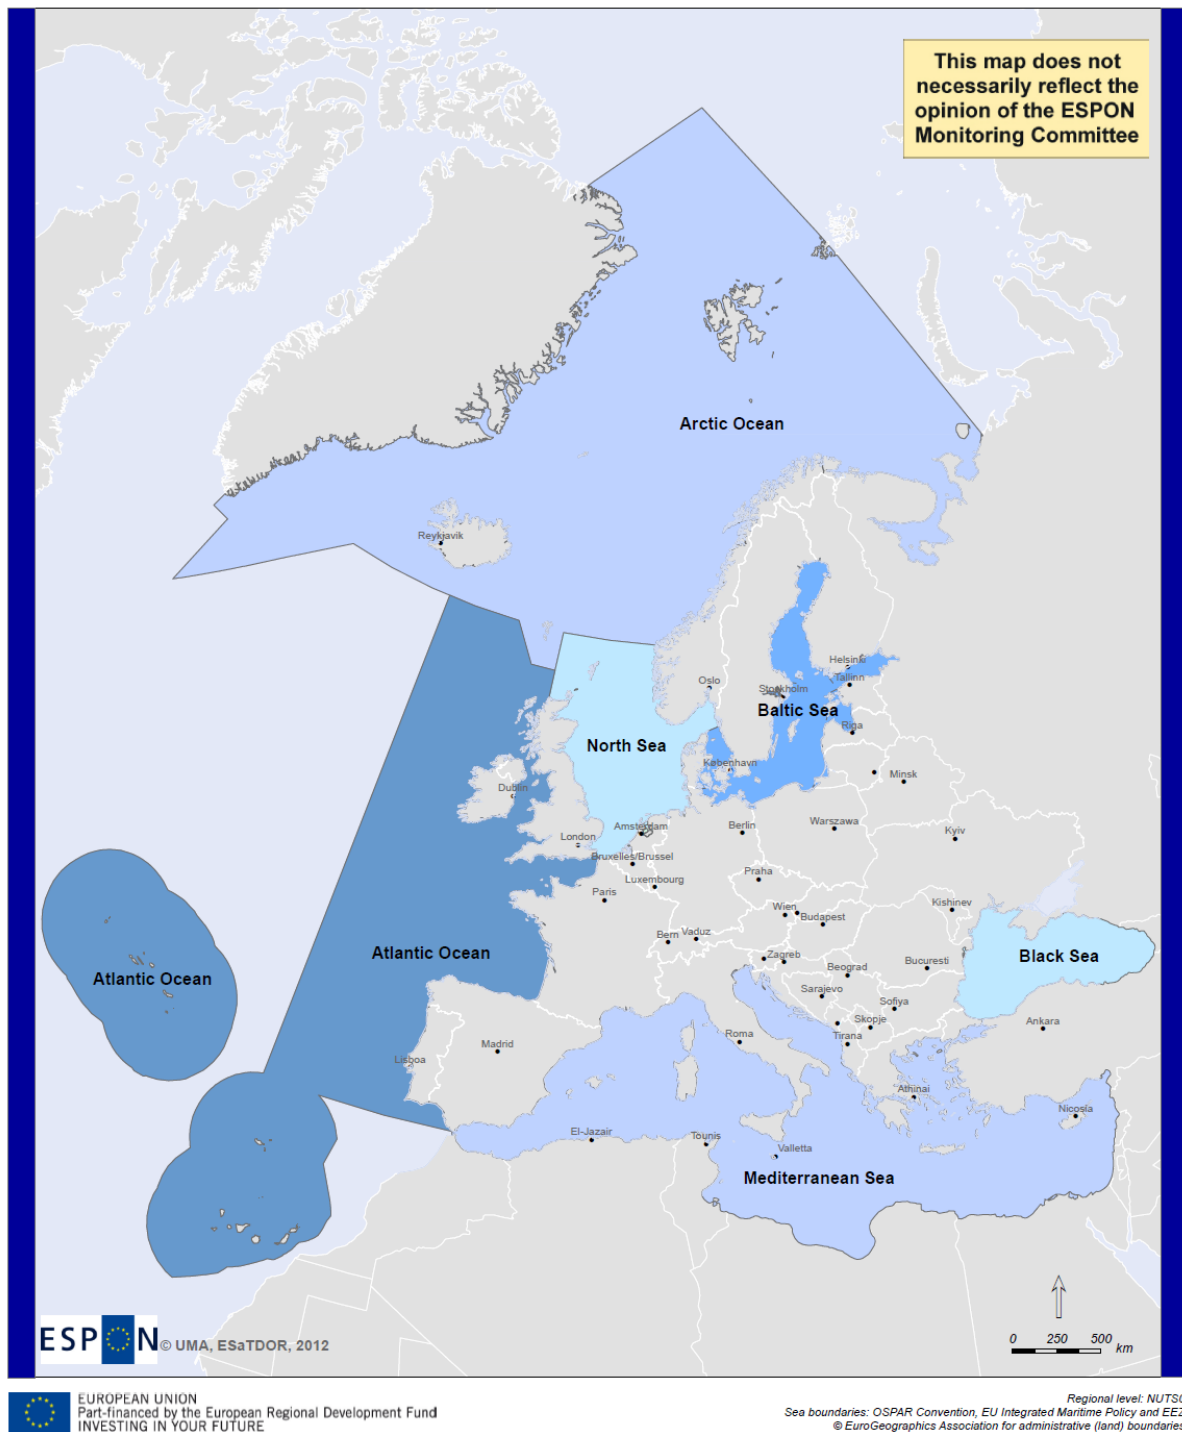 This map does not
necessarily reflect the
opinion of the ESPON
Monitoring Committee
Arctic Ocean
Reykjavik
Helsinki
Oslo
Tallinn
Stockholm
Baltic Sea
Riga
North Sea
København
Minsk
Dublin
Amsterdam
Berlin
Warszawa
Kyiv
London
Bruxelles/Brussel
Luxembourg
Praha
Paris
Wien
Kishinev
Budapest
Bern
Vaduz
Atlantic Ocean
Atlantic Ocean
Zagreb
Beograd
Bucuresti
Black Sea
Sarajevo
Sofiya
Skopje
Ankara
Roma
Tirana
Madrid
Lisboa
Athinai
Nicosia
El-Jazair
Tounis
Valletta
Mediterranean Sea
ESPON
© UMA, ESaTDOR, 2012
0 250 500
km
EUROPEAN UNION
Part-financed by the European Regional Development Fund
INVESTING IN YOUR FUTURE
Regional level: NUTS0
Sea boundaries: OSPAR Convention, EU Integrated Maritime Policy and EEZ
© EuroGeographics Association for administrative (land) boundaries